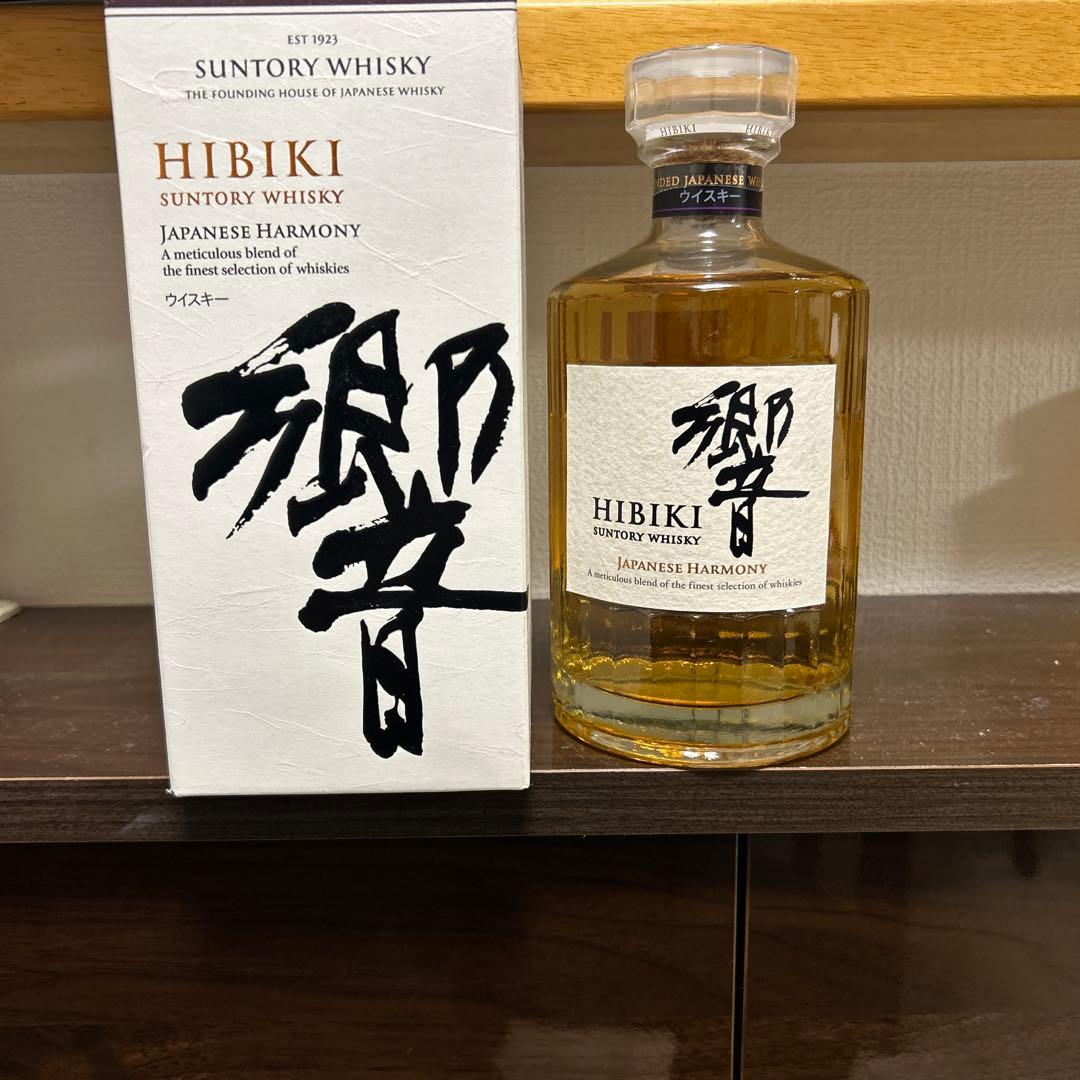 EST 1923
SUNTORY WHISKY
THE FOUNDING HOUSE OF JAPANESE WHISKY
HIBIKI
SUNTORY WHISKY
JAPANESE HARMONY
A meticulous blend of
the finest selection of whiskies
ウイスキー
響
HIBIKI HIBIKI
JAPANESE
ウイスキー
響
HIBIKI
SUNTORY WHISKY
JAPANESE HARMONY
A meticulous blend of the finest selection of whiskies